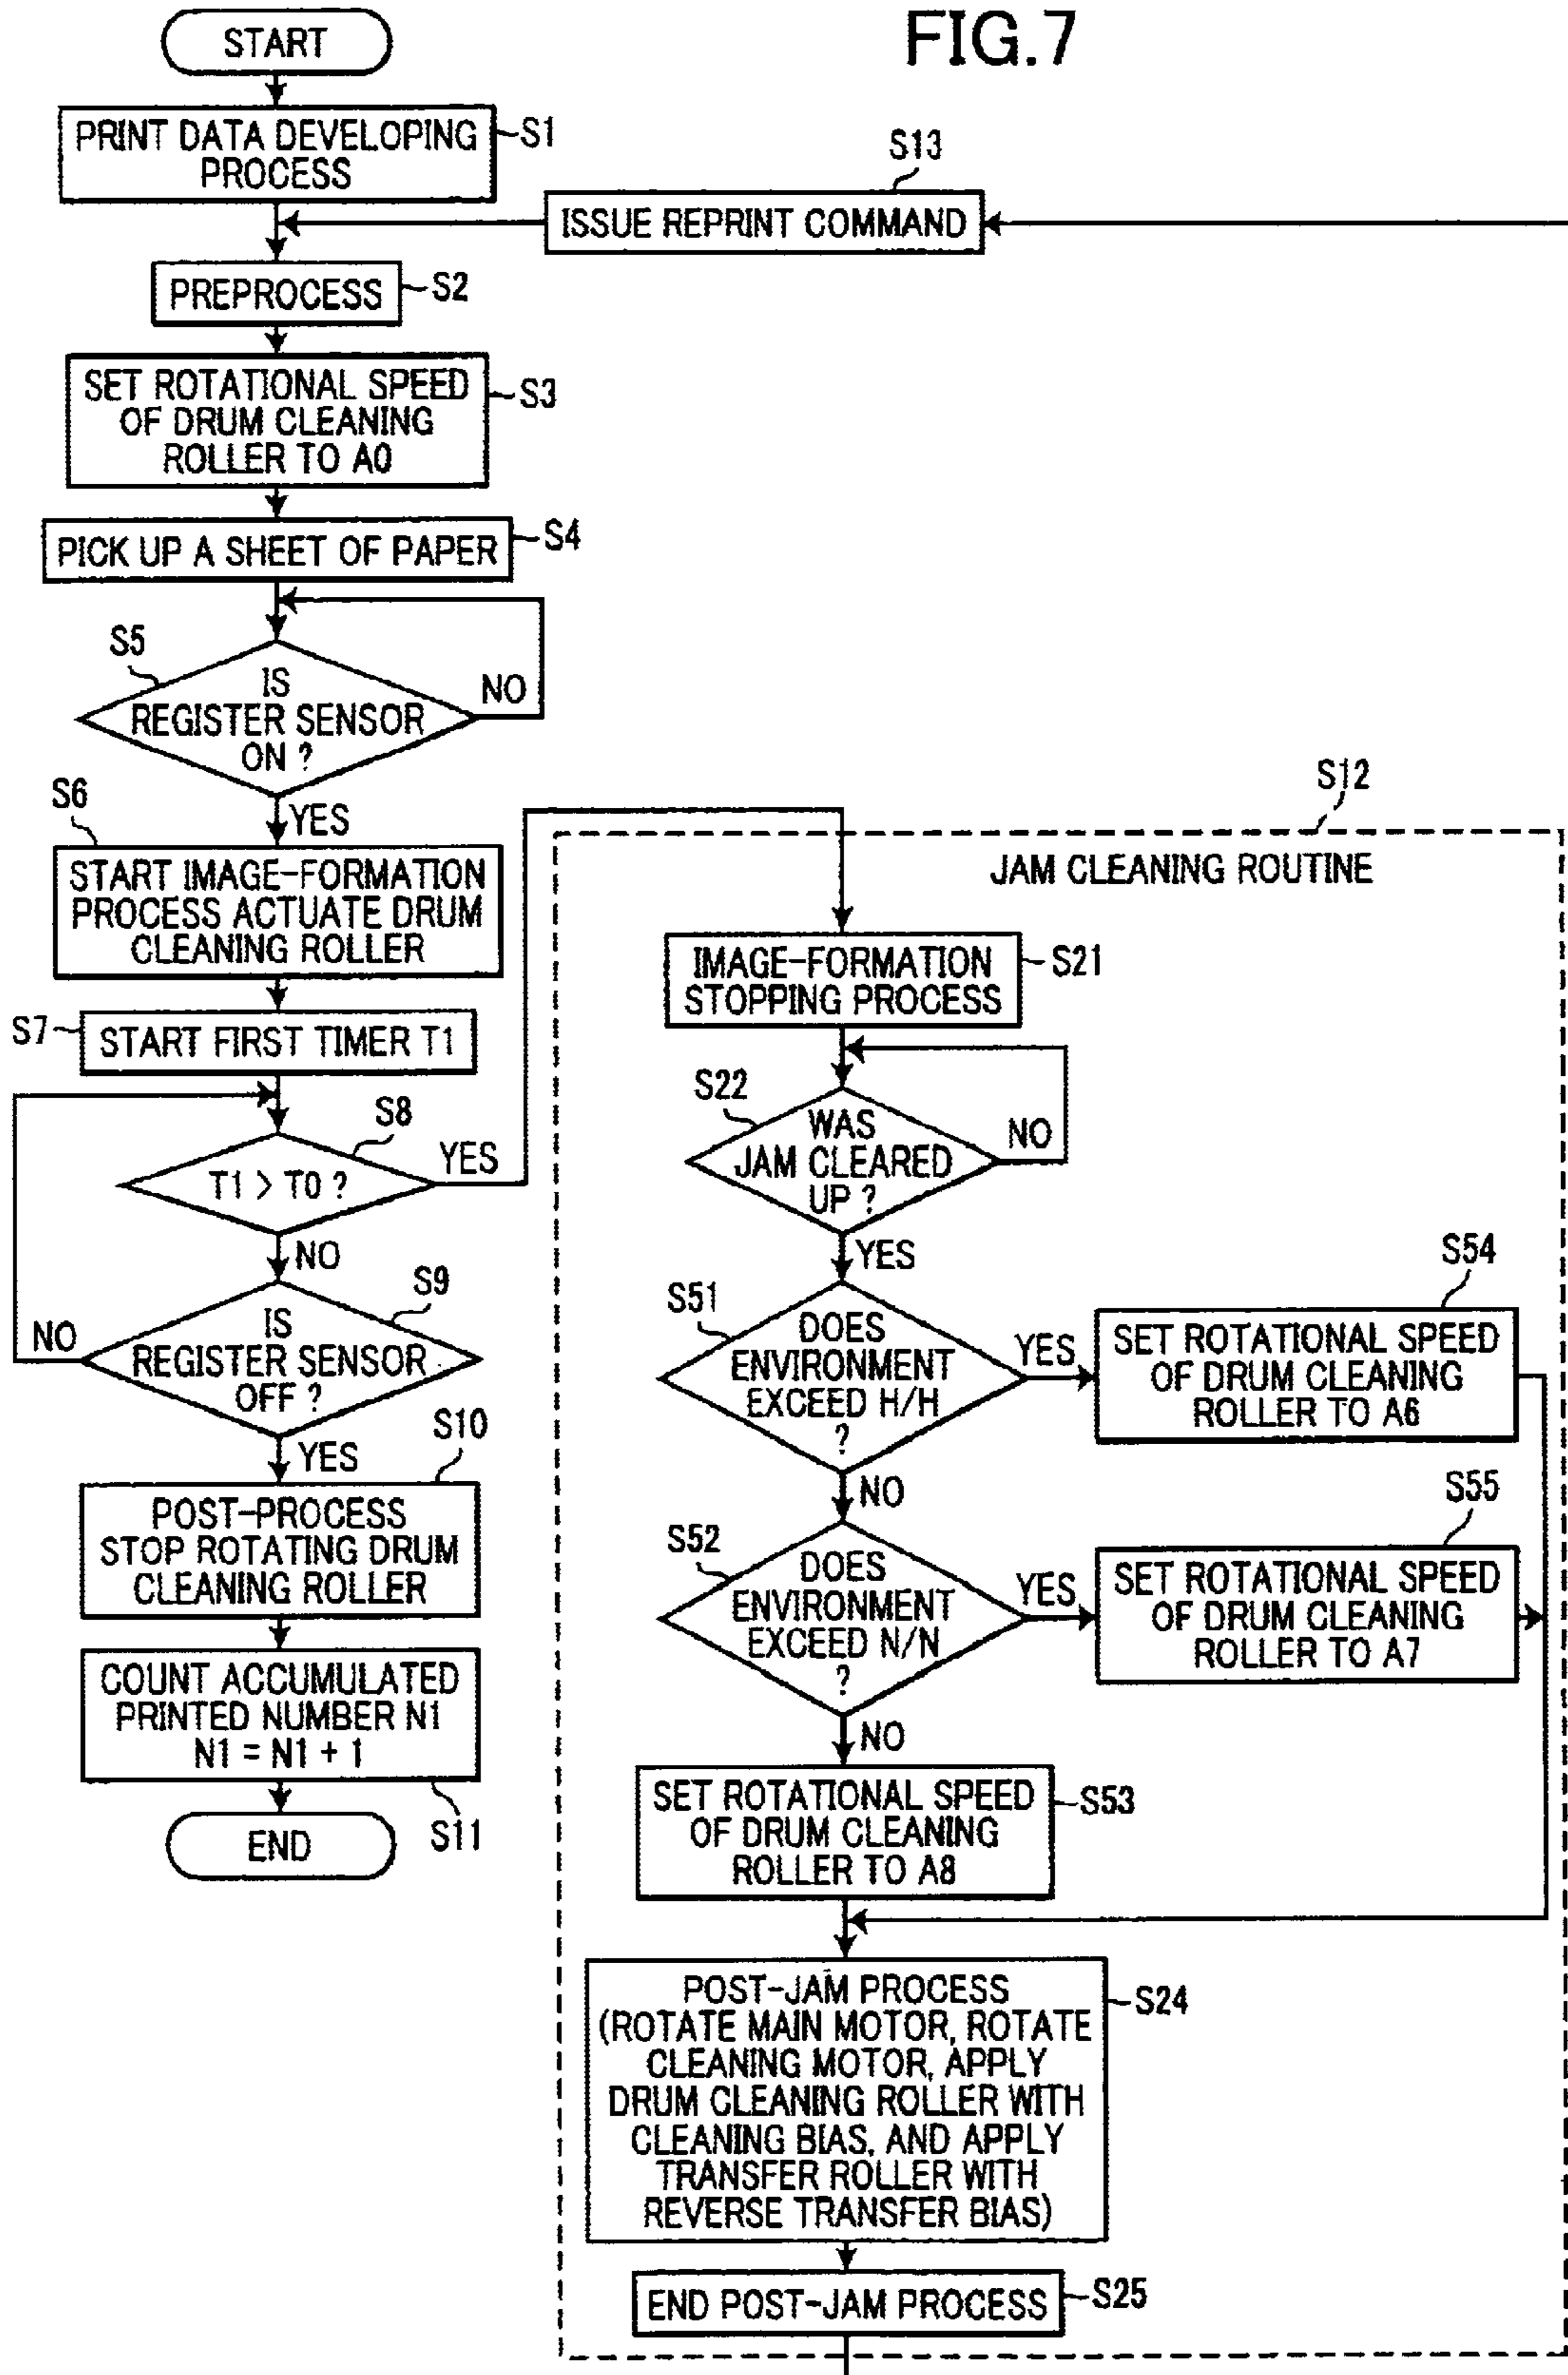 FIG.7
START
PRINT DATA DEVELOPING
PROCESS
S1
S13
ISSUE REPRINT COMMAND
PREPROCESS
S2
SET ROTATIONAL SPEED
OF DRUM CLEANING
ROLLER TO A0
S3
PICK UP A SHEET OF PAPER
S4
S5
IS
REGISTER SENSOR
ON ?
NO
YES
S6
START IMAGE-FORMATION
PROCESS ACTUATE DRUM
CLEANING ROLLER
S7
START FIRST TIMER T1
S8
T1 > T0 ?
YES
NO
S9
IS
REGISTER SENSOR
OFF ?
NO
YES
S10
POST-PROCESS
STOP ROTATING DRUM
CLEANING ROLLER
COUNT ACCUMULATED
PRINTED NUMBER N1
N1 = N1 + 1
S11
END
S12
JAM CLEANING ROUTINE
IMAGE-FORMATION
STOPPING PROCESS
S21
S22
WAS
JAM CLEARED
UP ?
NO
YES
S51
DOES
ENVIRONMENT
EXCEED H/H
?
YES
S54
SET ROTATIONAL SPEED
OF DRUM CLEANING
ROLLER TO A6
NO
S52
DOES
ENVIRONMENT
EXCEED N/N
?
YES
S55
SET ROTATIONAL SPEED
OF DRUM CLEANING
ROLLER TO A7
NO
SET ROTATIONAL SPEED
OF DRUM CLEANING
ROLLER TO A8
S53
POST-JAM PROCESS
(ROTATE MAIN MOTOR, ROTATE
CLEANING MOTOR, APPLY
DRUM CLEANING ROLLER WITH
CLEANING BIAS, AND APPLY
TRANSFER ROLLER WITH
REVERSE TRANSFER BIAS)
S24
END POST-JAM PROCESS
S25